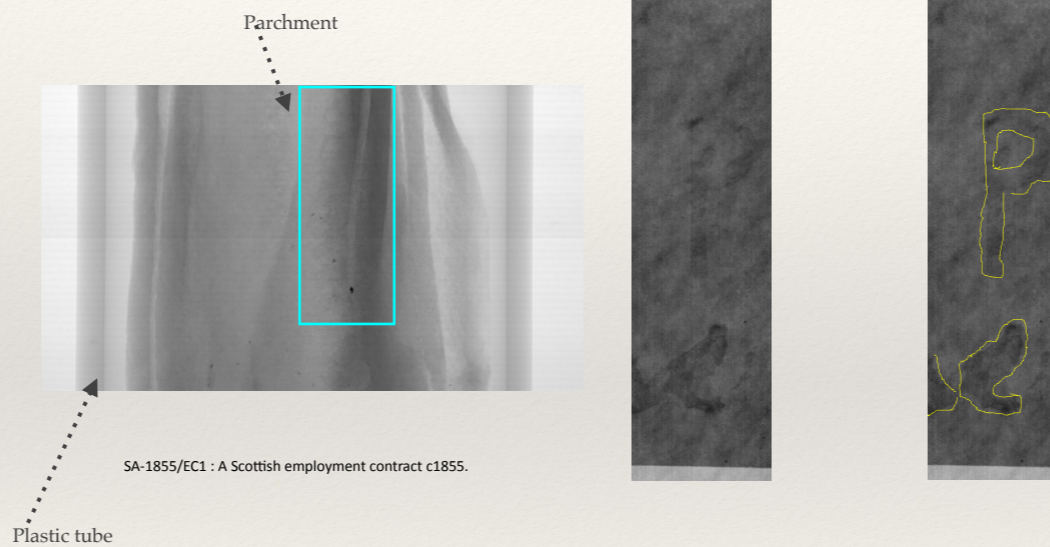 Parchment
P
SA-1855/EC1 : A Scottish employment contract c1855.
Plastic tube